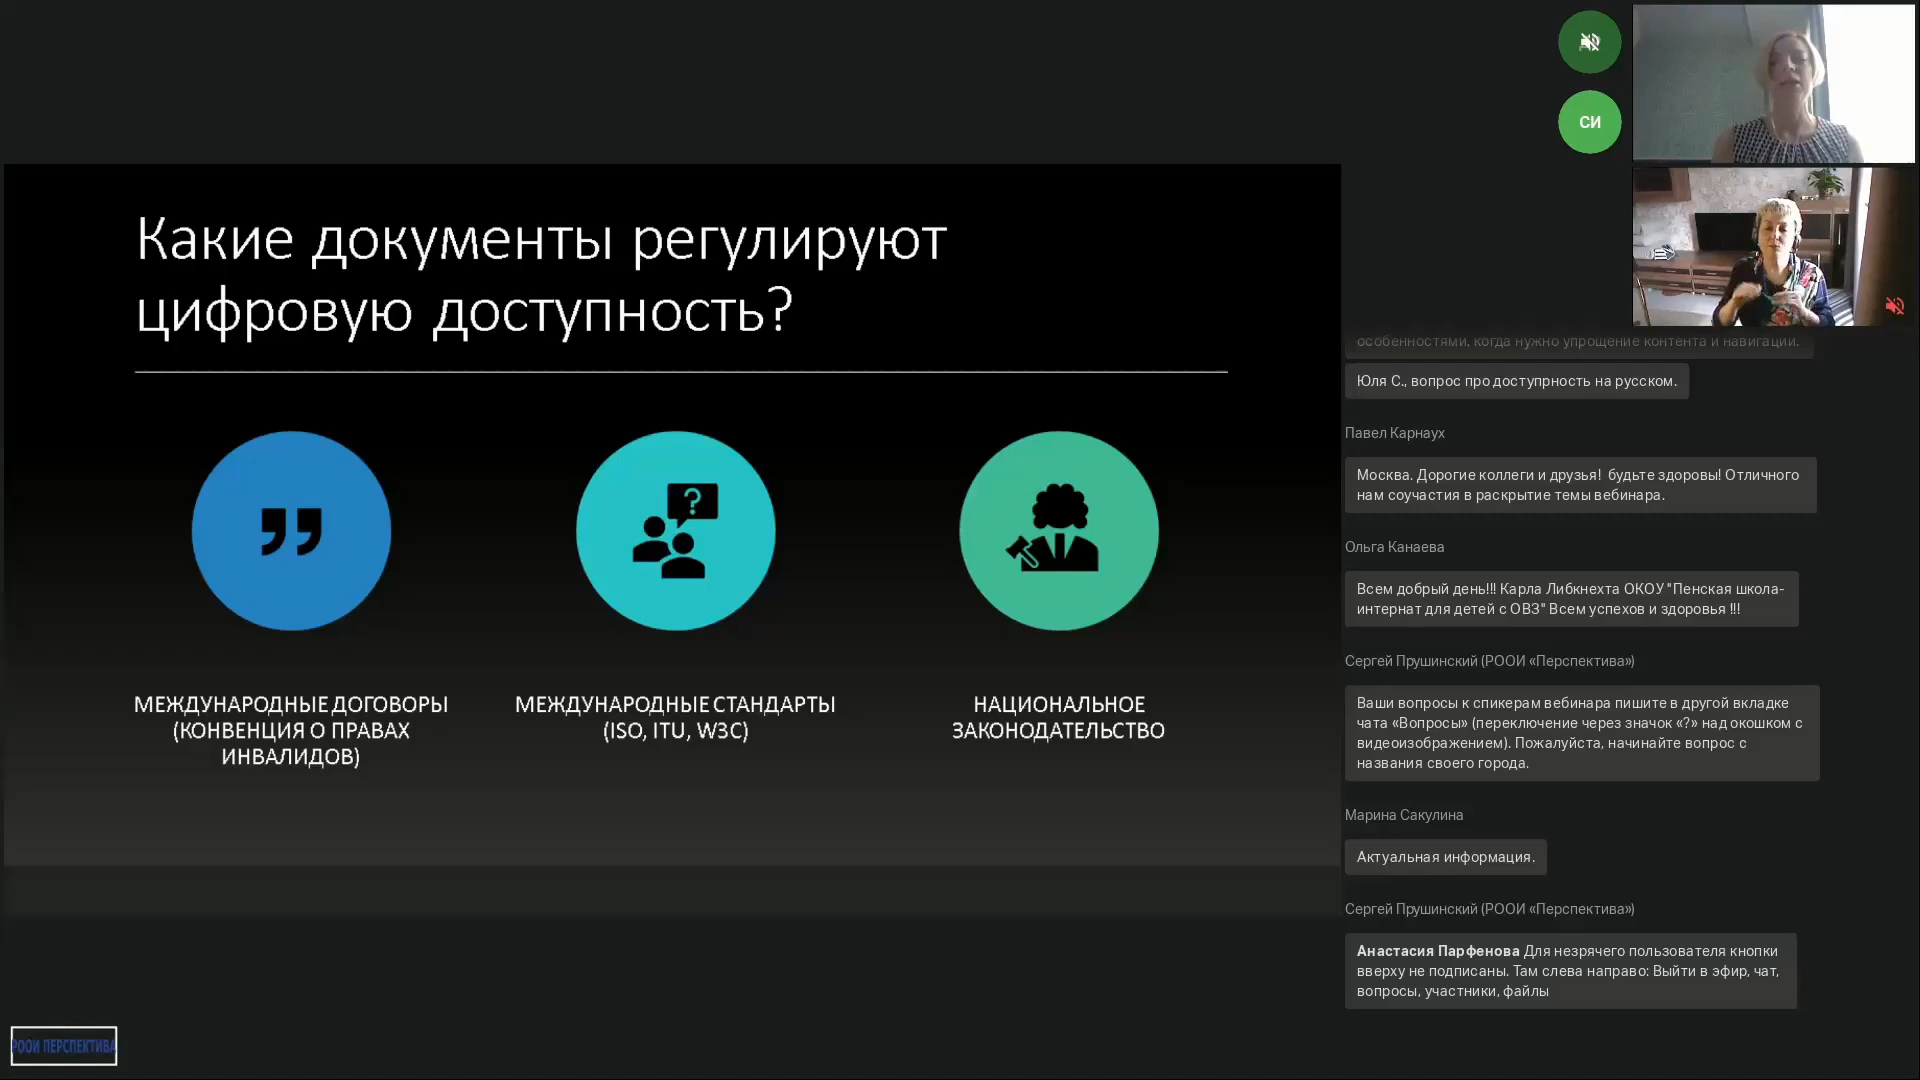 СИ
Какие документы регулируют
цифровую доступность?
МЕЖДУНАРОДНЫЕ ДОГОВОРЫ
(КОНВЕНЦИЯ О ПРАВАХ
ИНВАЛИДОВ)
МЕЖДУНАРОДНЫЕ СТАНДАРТЫ
(ISO, ITU, W3C)
НАЦИОНАЛЬНОЕ
ЗАКОНОДАТЕЛЬСТВО
особенностями, когда нужно упрощение контента и навигации.
Юля С., вопрос про доступрность на русском.
Павел Карнаух
Москва. Дорогие коллеги и друзья! будьте здоровы! Отличного
нам соучастия в раскрытие темы вебинара.
Ольга Канаева
Всем добрый день!!! Карла Либкнехта ОКОУ "Пенская школа-
интернат для детей с ОВЗ" Всем успехов и здоровья !!!
Сергей Прушинский (РООИ «Перспектива»)
Ваши вопросы к спикерам вебинара пишите в другой вкладке
чата «Вопросы» (переключение через значок «?» над окошком с
видеоизображением). Пожалуйста, начинайте вопрос с
названия своего города.
Марина Сакулина
Актуальная информация.
Сергей Прушинский (РООИ «Перспектива»)
Анастасия Парфенова Для незрячего пользователя кнопки
вверху не подписаны. Там слева направо: Выйти в эфир, чат,
вопросы, участники, файлы
РООИ ПЕРСПЕКТИВА